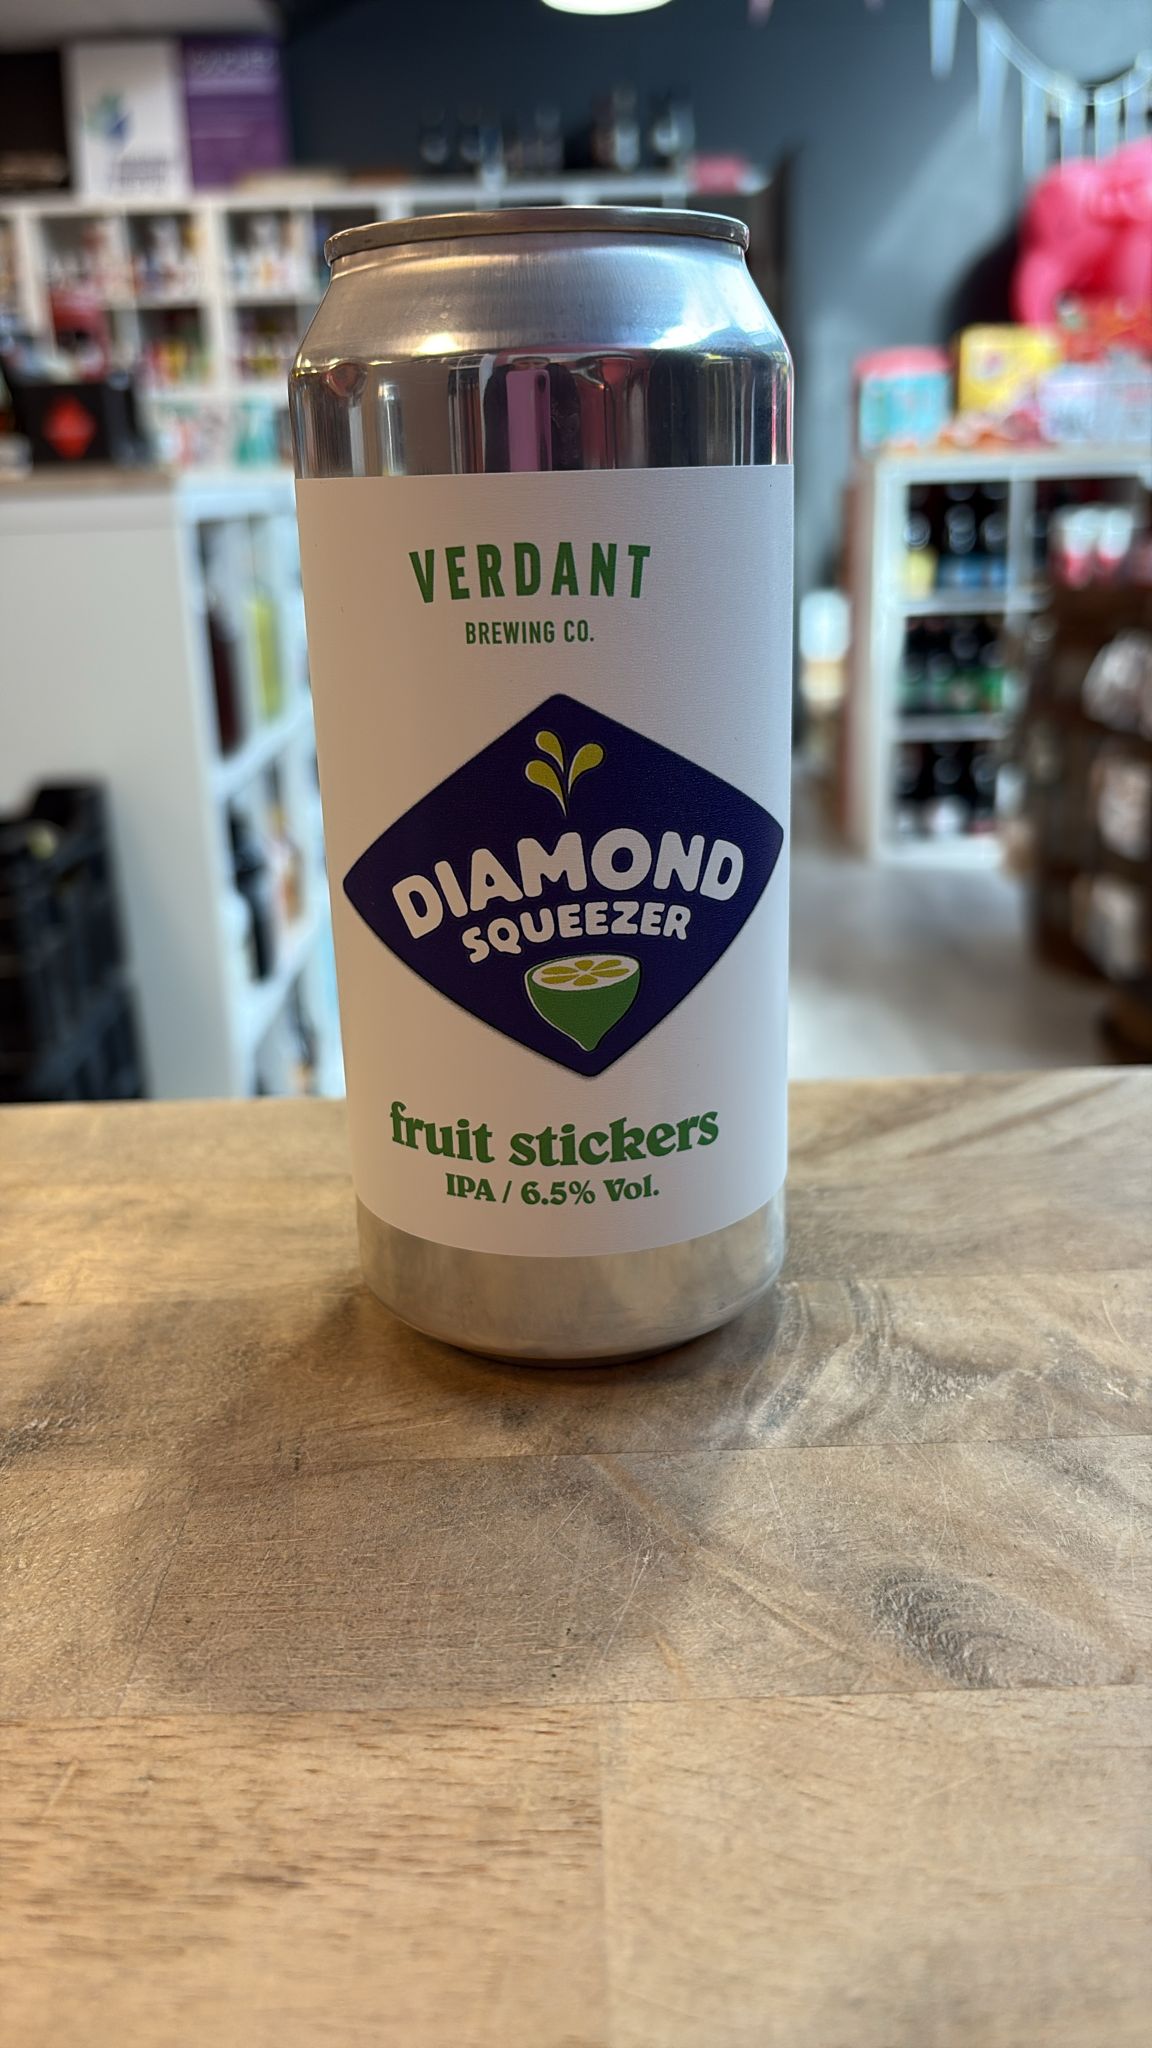 VERDANT
BREWING CO.
DIAMOND
SQUEEZER
fruit stickers
IPA / 6.5% Vol.